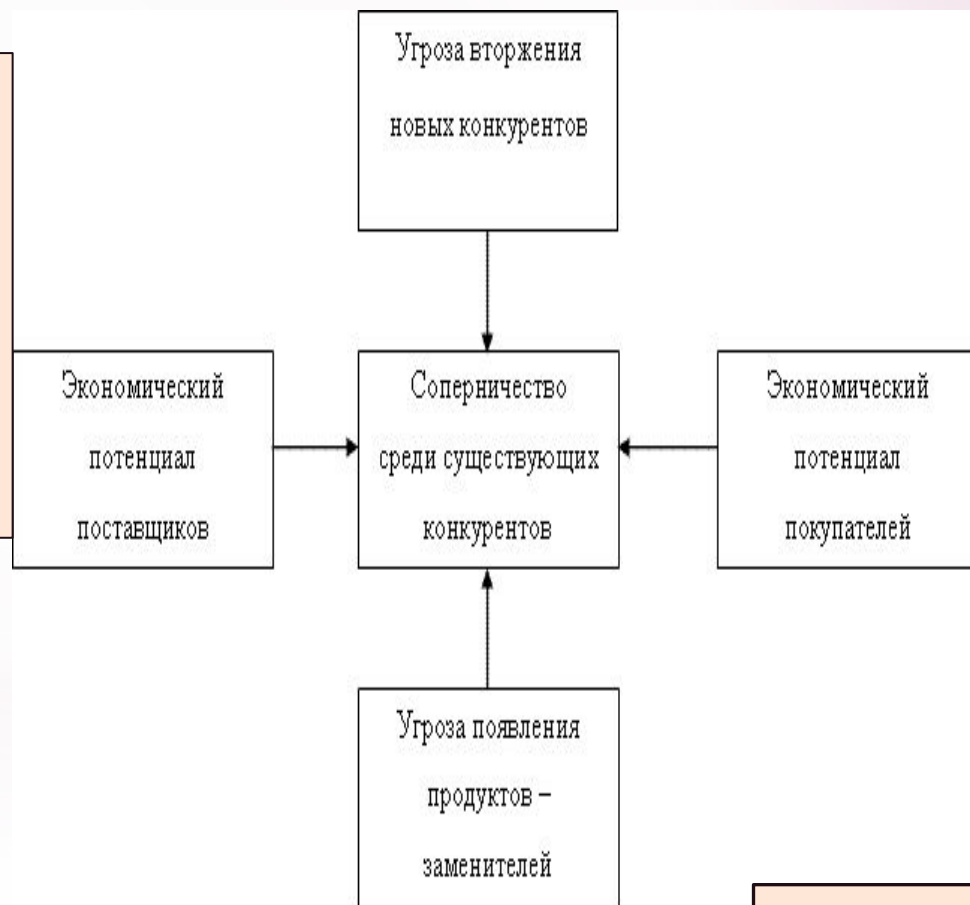 Угроза вторжения
новых конкурентов
Экономический
потенциал
поставщиков
Соперничество
среди существующих
конкурентов
Экономический
потенциал
покупателей
Угроза появления
продуктов –
заменителей